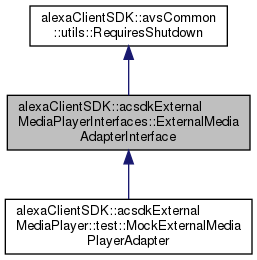 alexaClientSDK::avsCommon
::utils::RequiresShutdown
alexaClientSDK::acsdkExternal
MediaPlayerInterfaces::ExternalMedia
AdapterInterface
alexaClientSDK::acsdkExternal
MediaPlayer::test::MockExternalMedia
PlayerAdapter